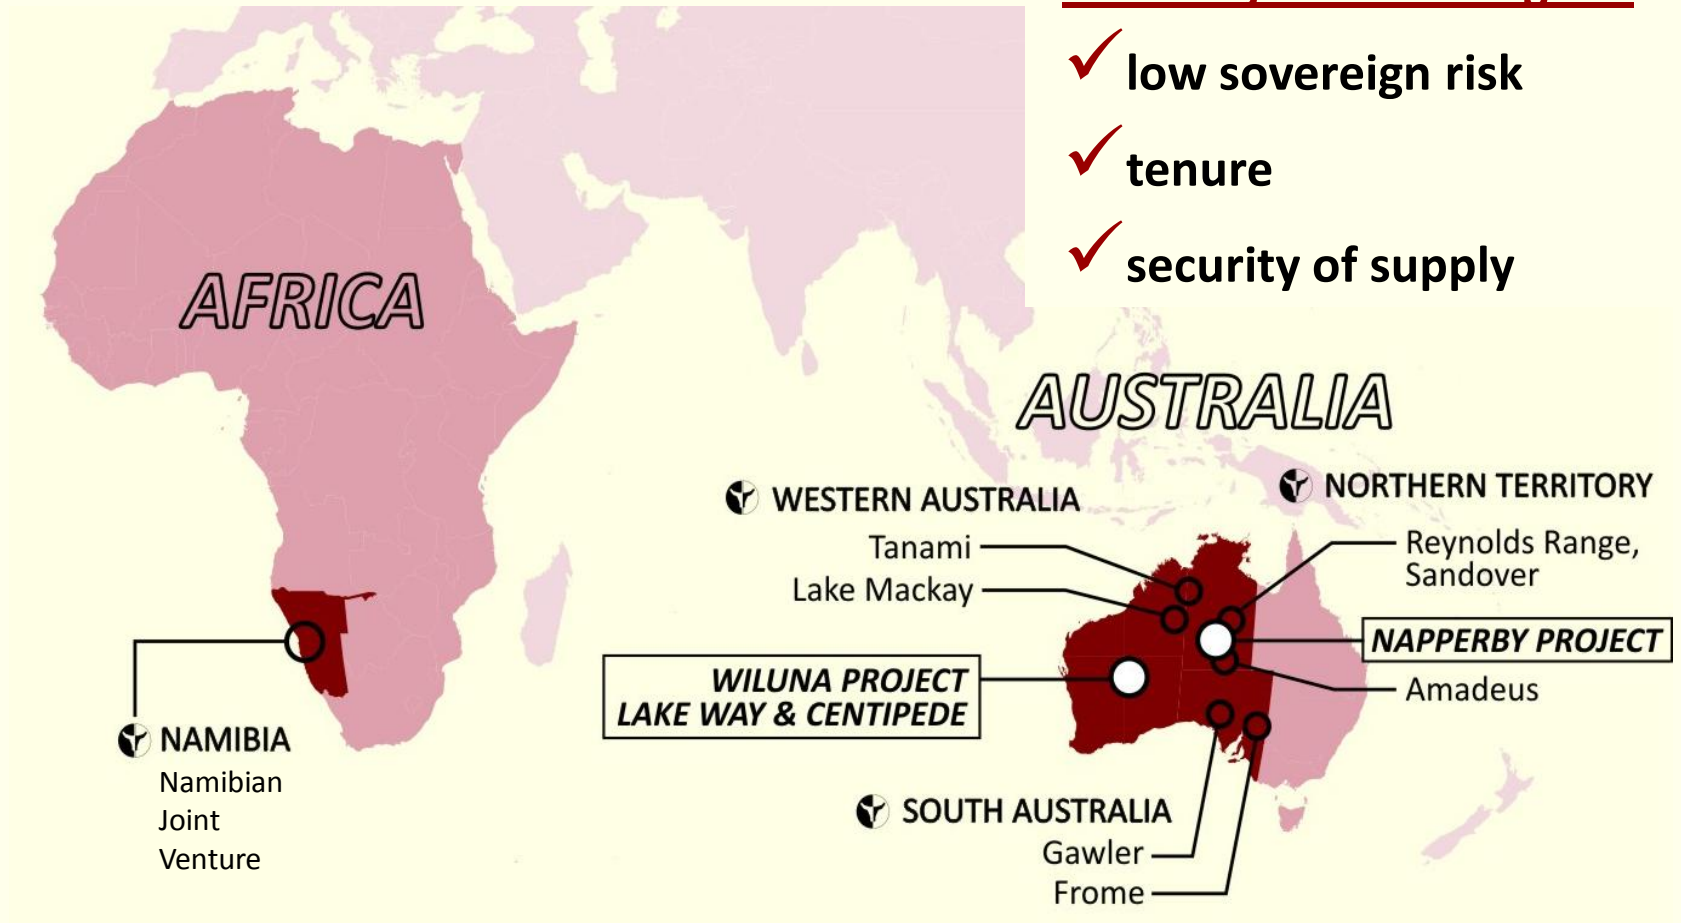 low sovereign risk
tenure
security of supply
AFRICA
AUSTRALIA
WESTERN AUSTRALIA
Tanami
Lake Mackay
NORTHERN TERRITORY
Reynolds Range,
Sandover
NAPPERBY PROJECT
Amadeus
WILUNA PROJECT
LAKE WAY & CENTIPEDE
NAMIBIA
Namibian
Joint
Venture
SOUTH AUSTRALIA
Gawler
Frome